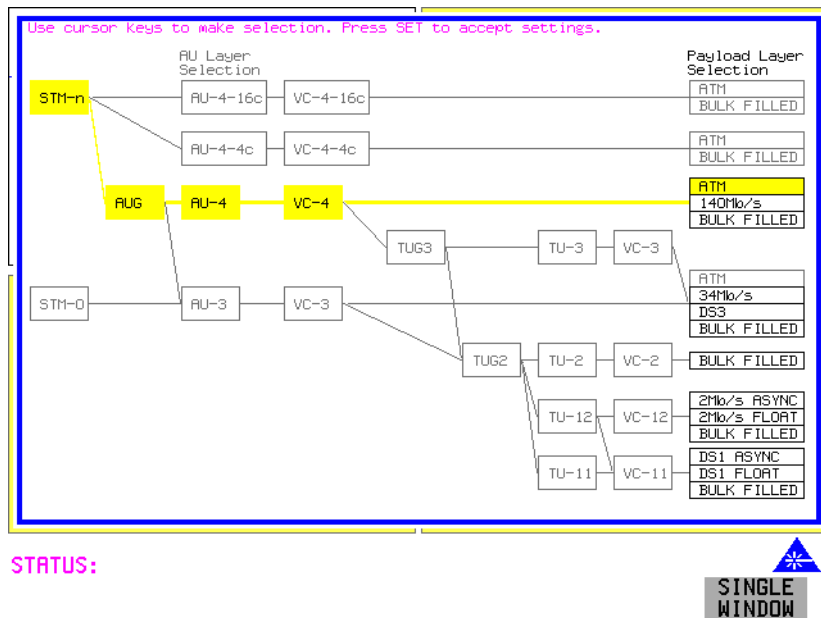 Use cursor Keys to make selection. Press SET to accept settings.
AU Layer
Selection
Payload Layer
Selection
STM-n
AU-4-16c
VC-4-16c
ATM
BULK FILLED
AU-4-4c
VC-4-4c
ATM
BULK FILLED
AUG
AU-4
VC-4
ATM
140Mb/s
BULK FILLED
TUG3
TU-3
VC-3
STM-0
AU-3
VC-3
ATM
34Mb/s
DS3
BULK FILLED
TUG2
TU-2
VC-2
BULK FILLED
TU-12
VC-12
2Mb/s ASYNC
2Mb/s FLOAT
BULK FILLED
TU-11
VC-11
DS1 ASYNC
DS1 FLOAT
BULK FILLED
STATUS:
SINGLE
WINDOW